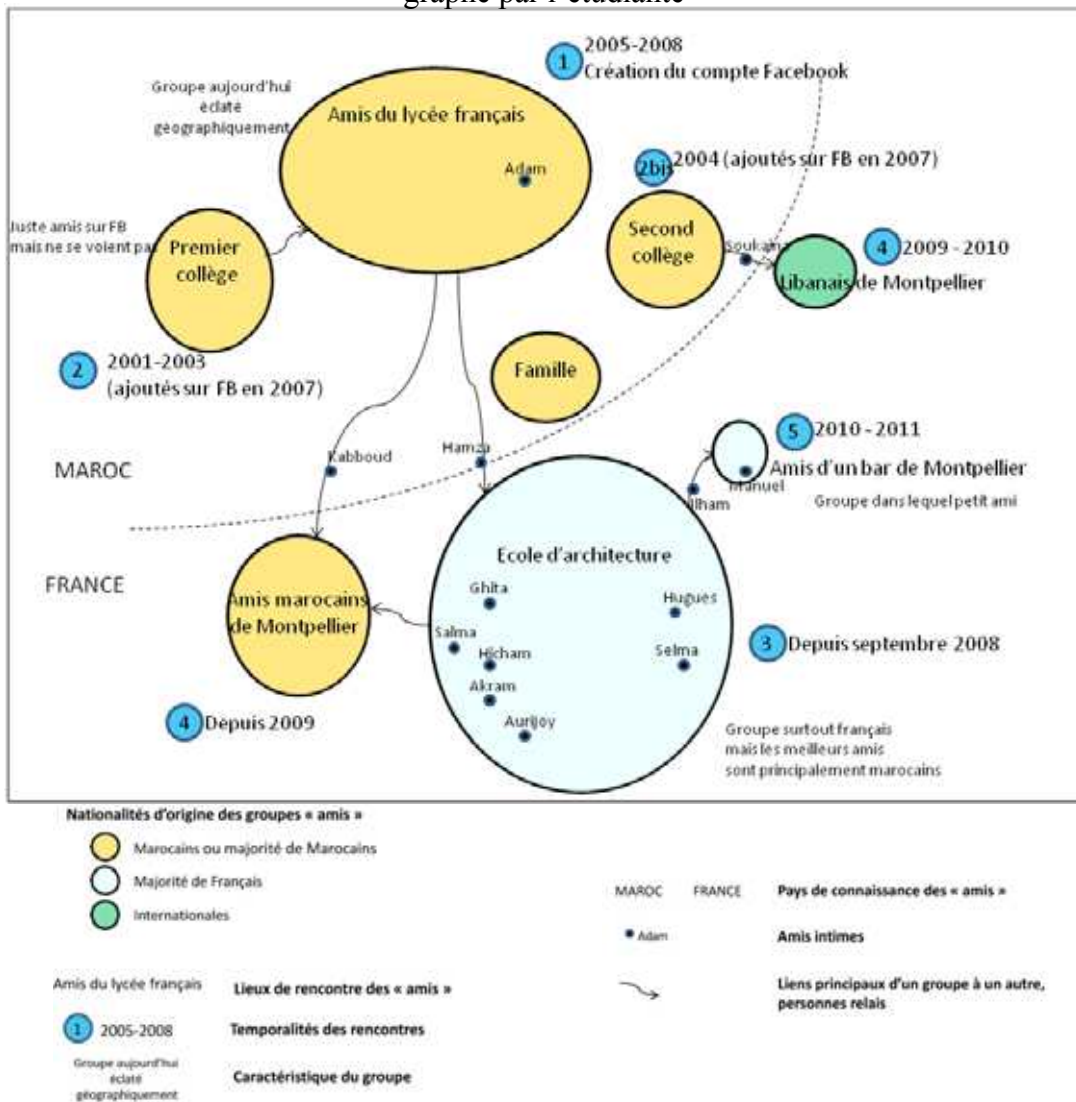 graphe par l'étudiante
1
2005-2008
Création du compte Facebook
Groupe aujourd'hui
éclaté
géographiquement
Amis du lycée français
Adam
2bis
2004 (ajoutés sur FB en 2007)
Juste amis sur FB
mais ne se voient pas
Premier
collège
Second
collège
Soukaina
4
2009 - 2010
Libanais de Montpellier
2
2001-2003
(ajoutés sur FB en 2007)
Famille
Kabboud
Hamza
5
2010 - 2011
Amis d'un bar de Montpellier
Manuel
Ilham
Groupe dans lequel petit ami
MAROC
FRANCE
Ecole d'architecture
Amis marocains
de Montpellier
Ghita
Hugues
Salma
Hicham
Selma
Akram
Aurijoy
3
Depuis septembre 2008
4
Depuis 2009
Groupe surtout français
mais les meilleurs amis
sont principalement marocains
Nationalités d'origine des groupes « amis »
Marocains ou majorité de Marocains
Majorité de Français
Internationales
MAROC FRANCE Pays de connaissance des « amis »
Adam Amis intimes
Amis du lycée français Lieux de rencontre des « amis »
Liens principaux d'un groupe à un autre,
personnes relais
1 2005-2008 Temporalités des rencontres
Groupe aujourd'hui
éclaté
géographiquement
Caractéristique du groupe